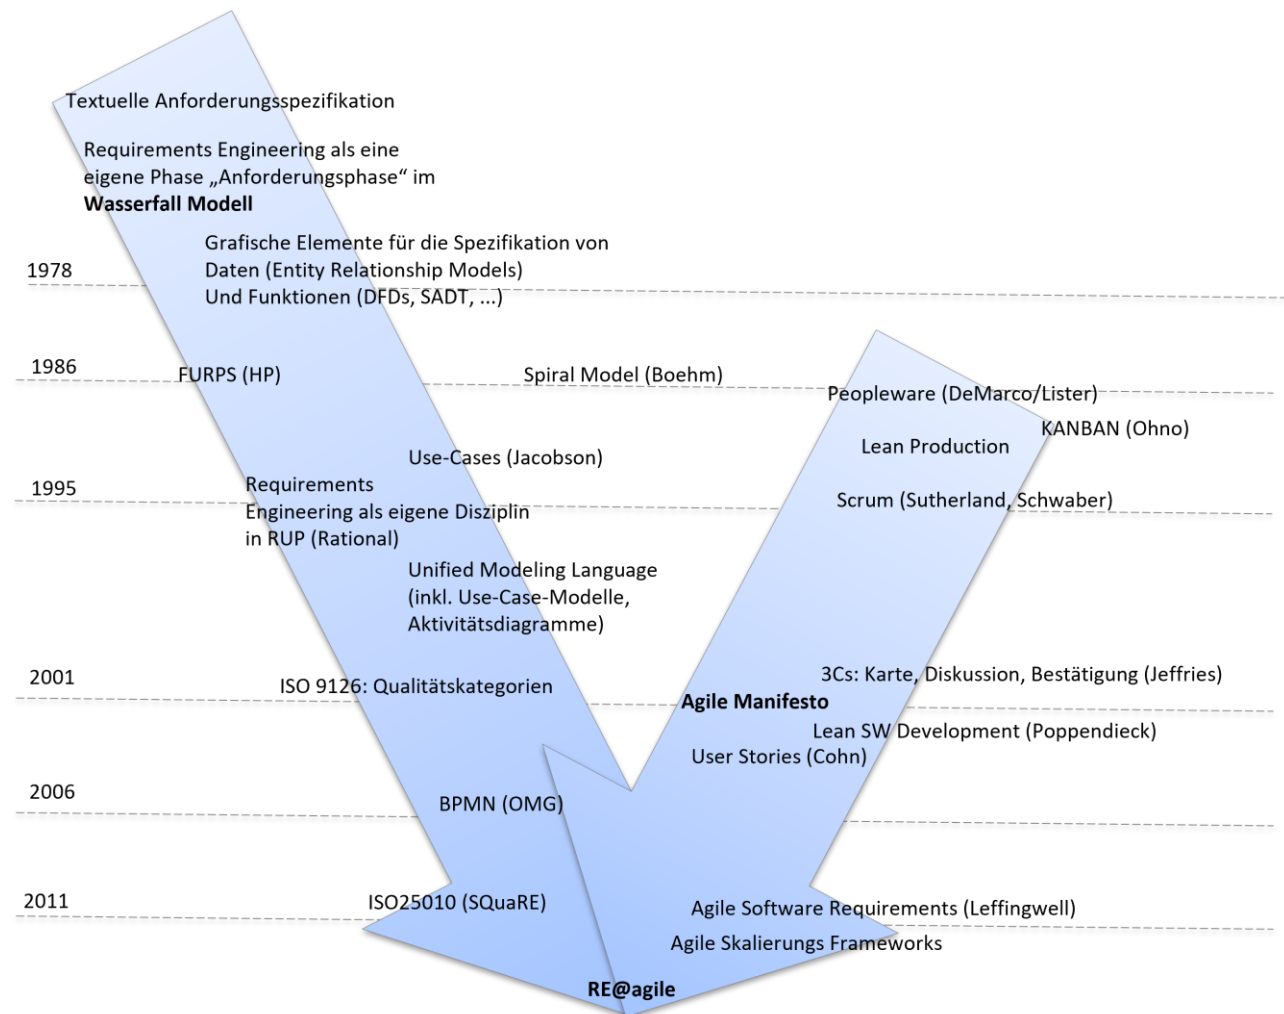 Textuelle Anforderungsspezifikation
Requirements Engineering als eine
eigene Phase „Anforderungsphase“ im
Wasserfall Modell
Grafische Elemente für die Spezifikation von
1978
Daten (Entity Relationship Models)
Und Funktionen (DFDs, SADT, ...)
1986
FURPS (HP)
Spiral Model (Boehm)
Peopleware (DeMarco/Lister)
KANBAN (Ohno)
Lean Production
Use-Cases (Jacobson)
1995
Requirements
Engineering als eigene Disziplin
in RUP (Rational)
Scrum (Sutherland, Schwaber)
Unified Modeling Language
(inkl. Use-Case-Modelle,
Aktivitätsdiagramme)
2001
ISO 9126: Qualitätskategorien
3Cs: Karte, Diskussion, Bestätigung (Jeffries)
Agile Manifesto
Lean SW Development (Poppendieck)
User Stories (Cohn)
2006
BPMN (OMG)
2011
ISO25010 (SQuaRE)
Agile Software Requirements (Leffingwell)
Agile Skalierungs Frameworks
RE@agile